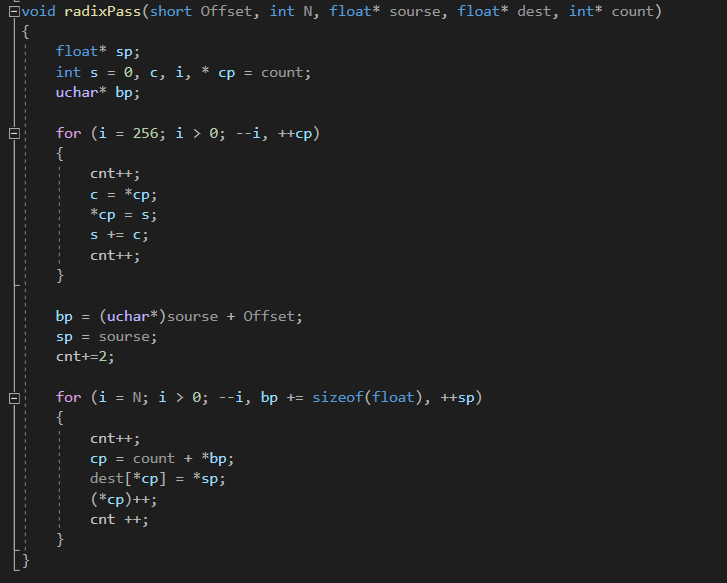 void radixPass(short Offset, int N, float* sourse, float* dest, int* count)
{
float* sp;
int s = 0, c, i, * cp = count;
uchar* bp;
for (i = 256; i > 0; --i, ++cp)
{
cnt++;
c = *cp;
*cp = s;
s += c;
cnt++;
}
bp = (uchar*)sourse + Offset;
sp = sourse;
cnt+=2;
for (i = N; i > 0; --i, bp += sizeof(float), ++sp)
{
cnt++;
cp = count + *bp;
dest[*cp] = *sp;
(*cp)++;
cnt ++;
}
}